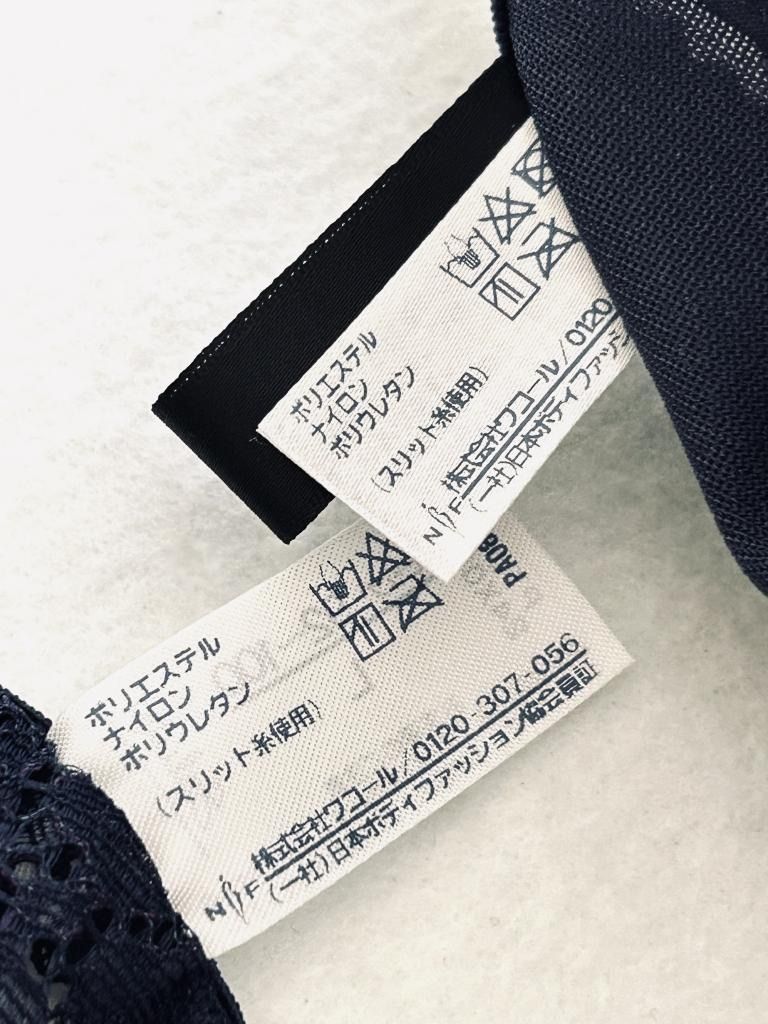 ポリエステル
ナイロン
ポリウレタン
(スリット糸使用)
株式会社ワコール/0120
(一社)日本ボディファッシ
NBF
PA08
ポリエステル
ナイロン
ポリウレタン
(スリット糸使用)
株式会社ワコール/0120-307-056
(一社)日本ボディファッション協会員証
NBF